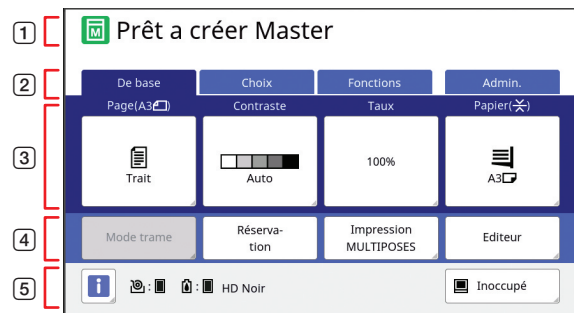 1
M Prêt a créer Master
2
De base Choix Fonctions Admin.
3
Page(A3) Contraste Taux Papier()
Trait Auto 100% A3
4
Mode trame Réserva-
tion Impression
MULTIPOSES Editeur
5
i : : HD Noir Inoccupé